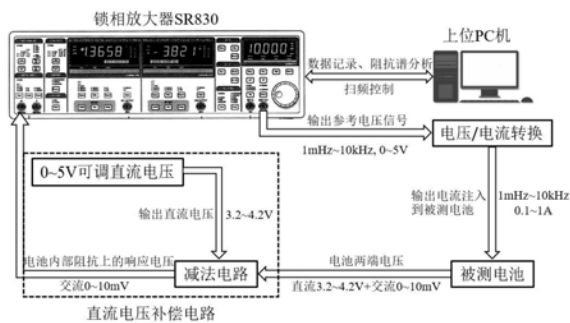 锁相放大器SR830
上位PC机
*13658
-3821
10000
数据记录、阻抗谱分析
扫频控制
输出参考电压信号
1mHz~10kHz, 0~5V
电压/电流转换
0~5V可调直流电压
输出电流注入
到被测电池
1mHz~10kHz
0.1~1A
输出直流电压
3.2~4.2V
电池内部阻抗上的响应电压
交流0~10mV
减法电路
电池两端电压
直流3.2~4.2V+交流0~10mV
被测电池
直流电压补偿电路